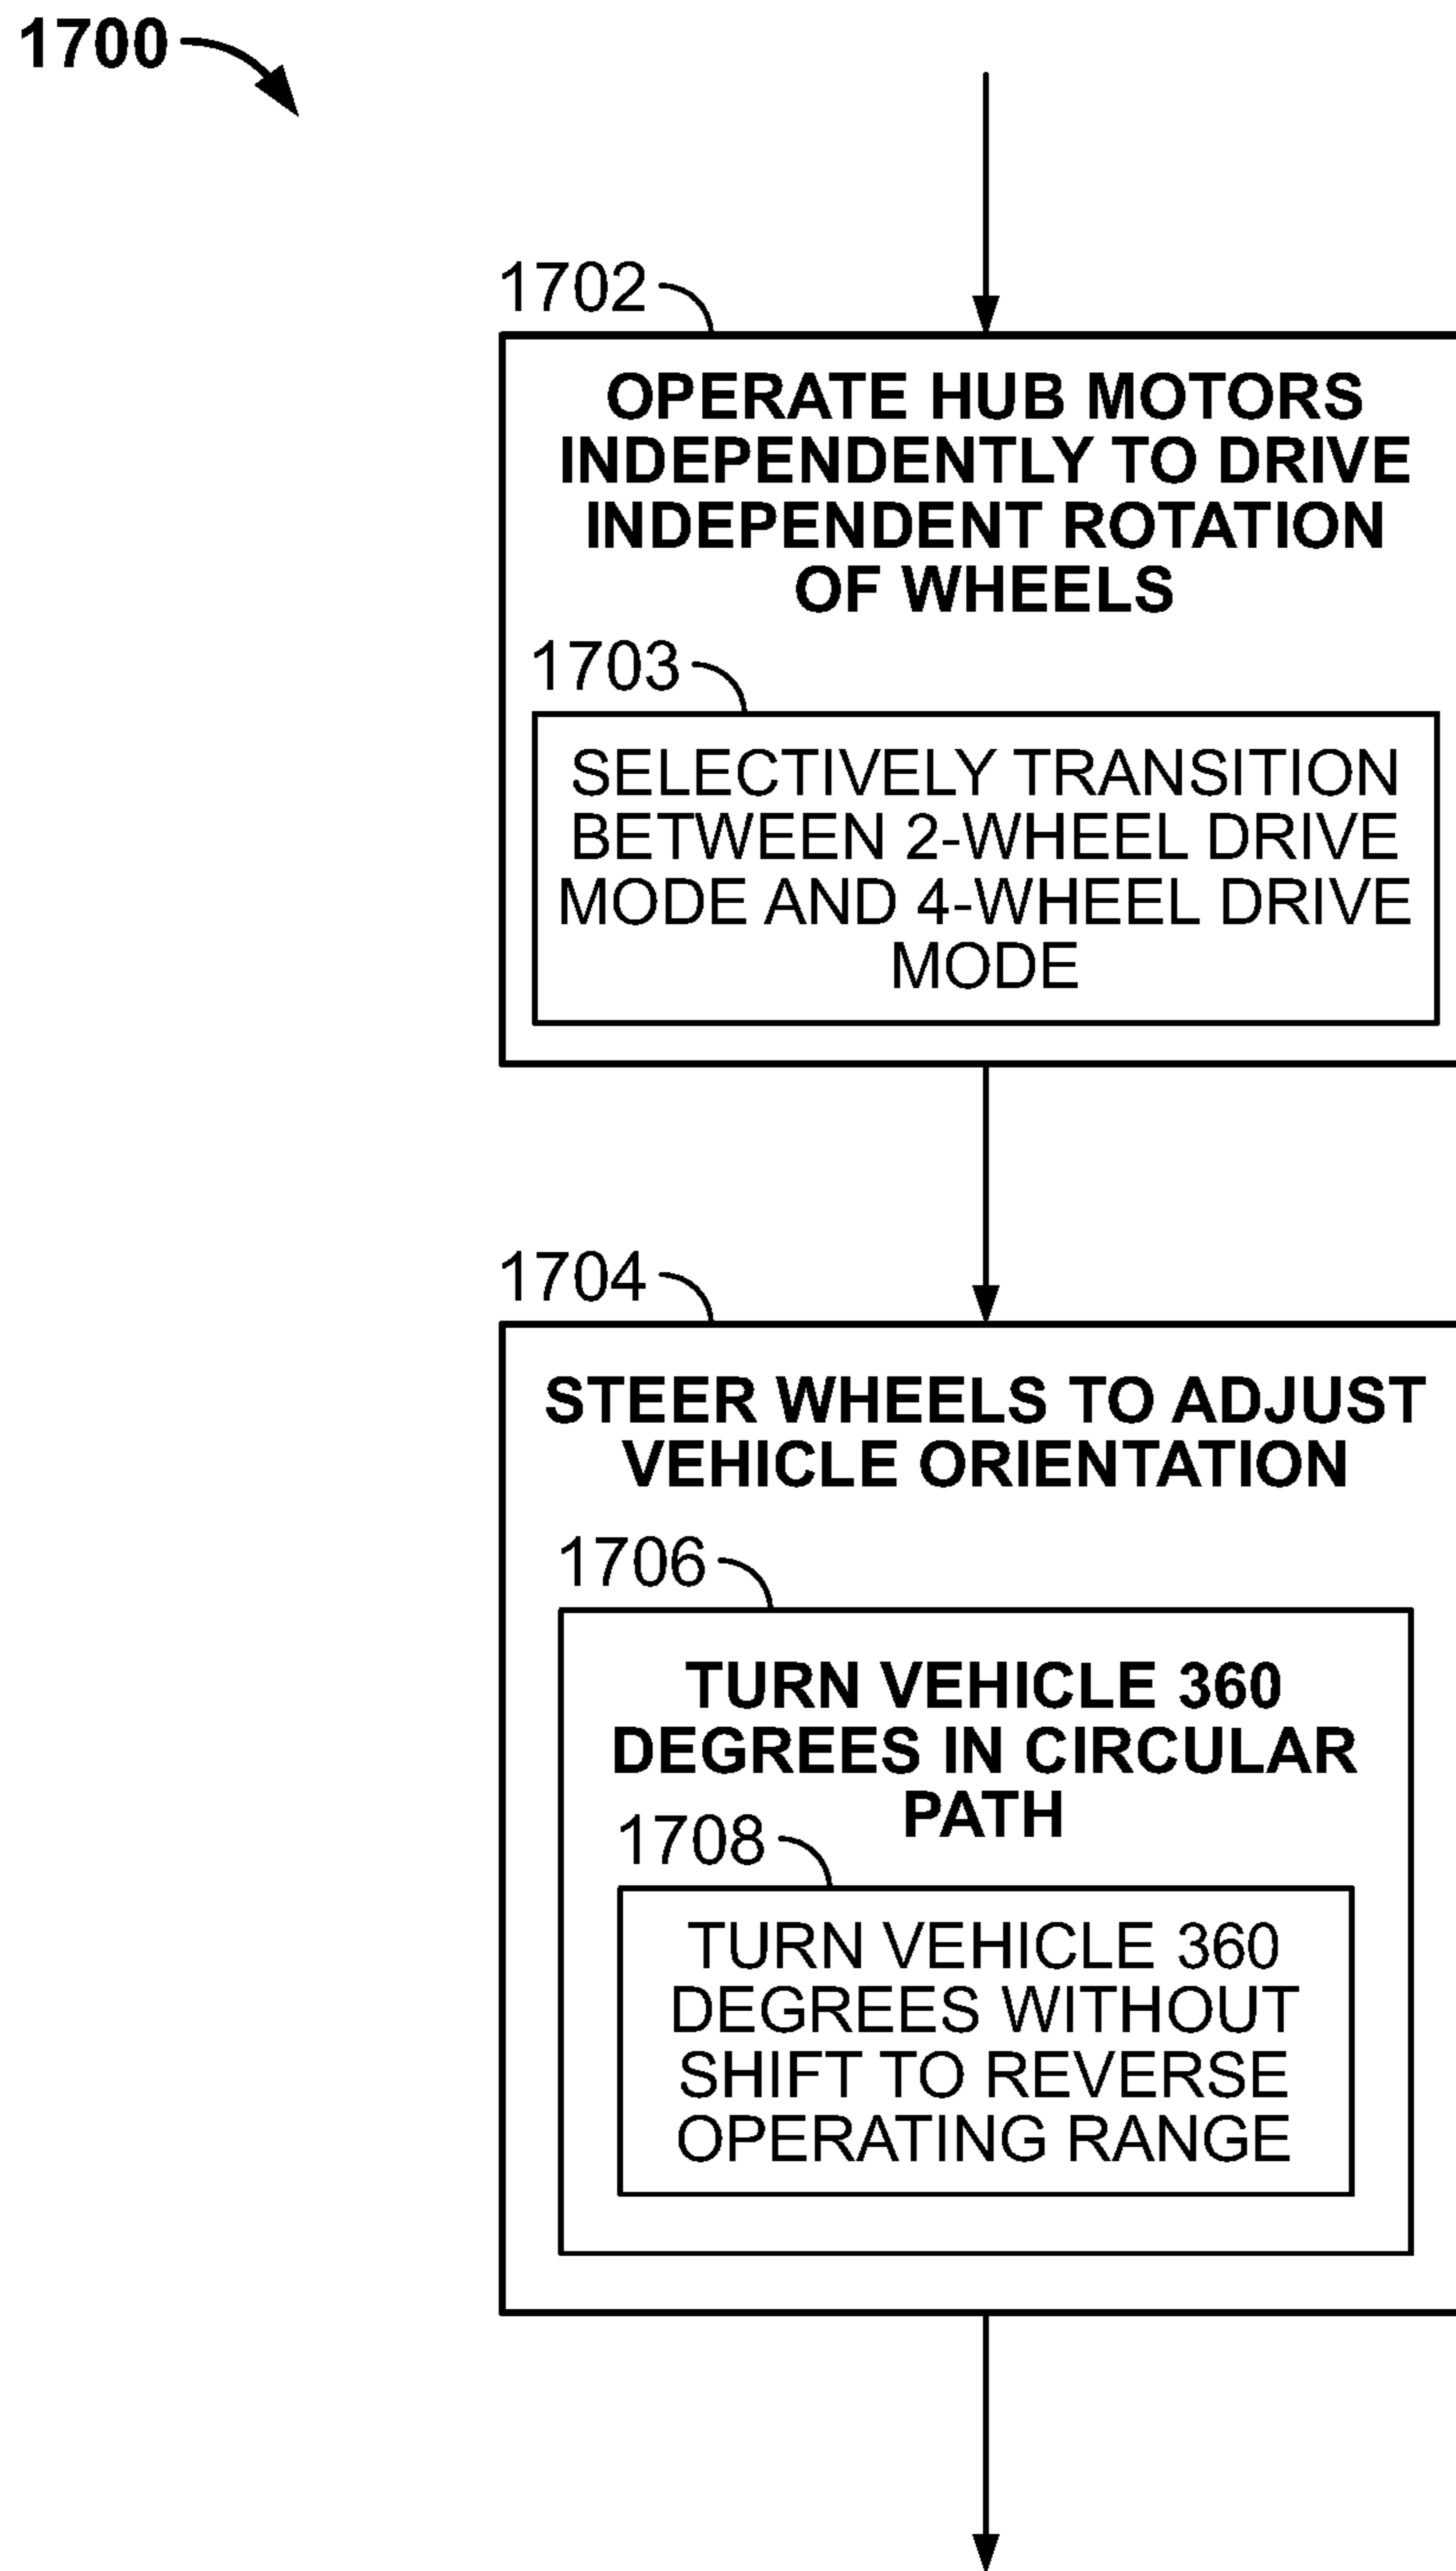 1700
1702
OPERATE HUB MOTORS
INDEPENDENTLY TO DRIVE
INDEPENDENT ROTATION
OF WHEELS
1703
SELECTIVELY TRANSITION
BETWEEN 2-WHEEL DRIVE
MODE AND 4-WHEEL DRIVE
MODE
1704
STEER WHEELS TO ADJUST
VEHICLE ORIENTATION
1706
TURN VEHICLE 360
DEGREES IN CIRCULAR
PATH
1708
TURN VEHICLE 360
DEGREES WITHOUT
SHIFT TO REVERSE
OPERATING RANGE